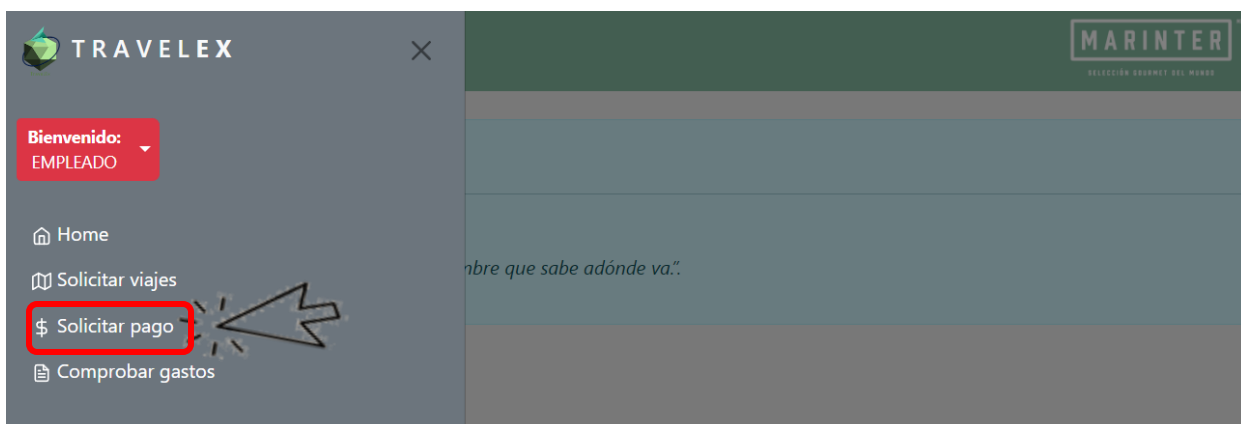 TRAVELEX
MARINTER
SELECCIÓN GOURMET DEL MUNDO
Bienvenido:
EMPLEADO
Home
Solicitar viajes
mbre que sabe adónde va.”.
$ Solicitar pago
Comprobar gastos